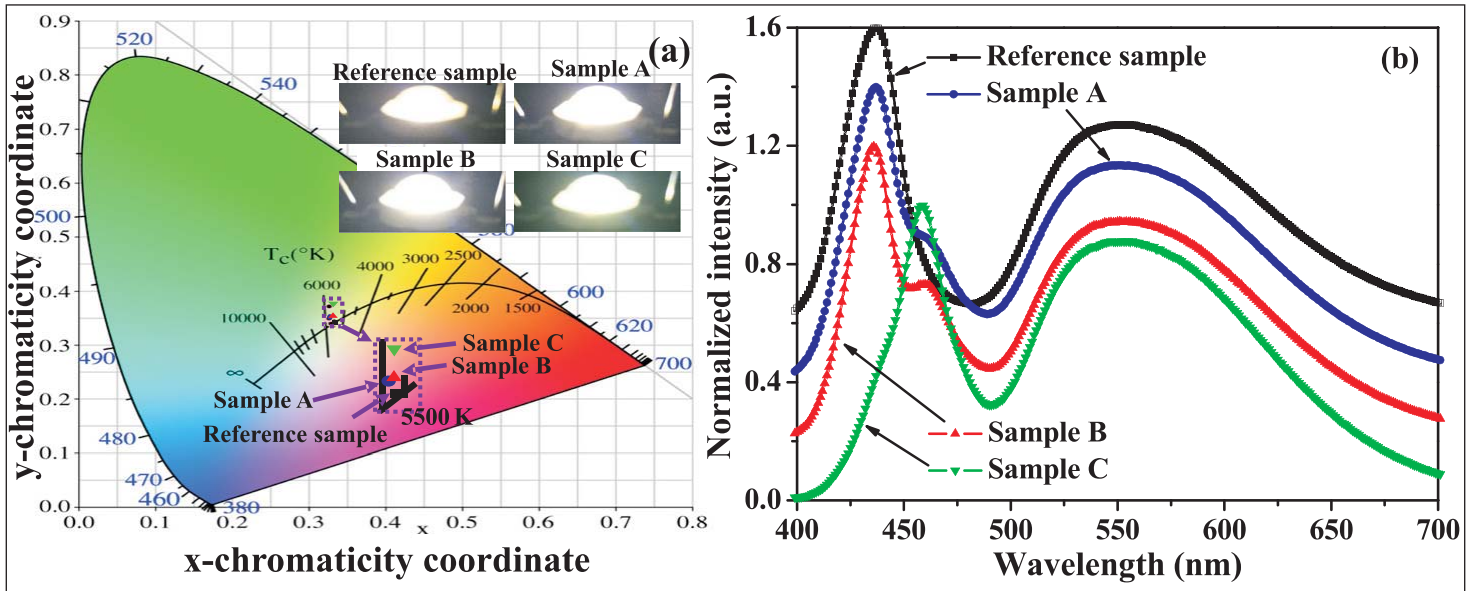 (a)
Reference sample
Sample A
Sample B
Sample C
y-chromaticity coordinate
0.9
0.8
0.7
0.6
0.5
0.4
0.3
0.2
0.1
0.0
520
540
500
490
480
470
460
380
600
620
700
T_C(°K)
∞
10000
6000
4000
3000
2500
2000
1500
Sample C
Sample B
Sample A
Reference sample
5500 K
0.0 0.1 0.2 0.3 0.4 0.5 0.6 0.7 0.8
x
x-chromaticity coordinate
(b)
Reference sample
Sample A
Sample B
Sample C
Normalized intensity (a.u.)
1.6
1.2
0.8
0.4
0.0
400 450 500 550 600 650 700
Wavelength (nm)